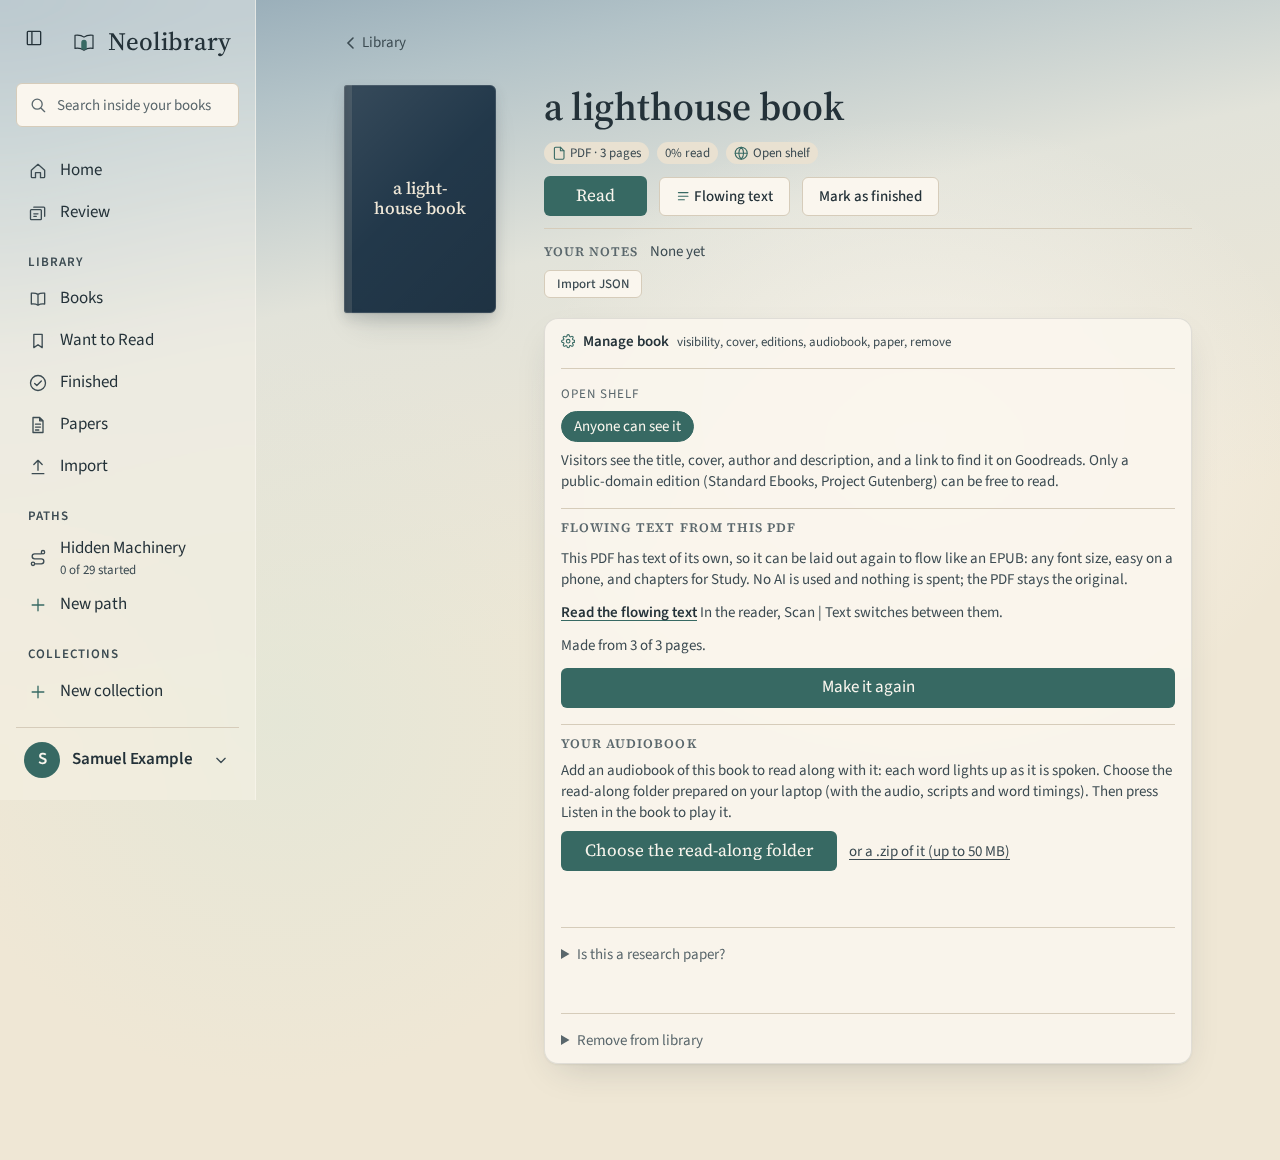 Neolibrary
Search inside your books
Home
Review
LIBRARY
Books
Want to Read
Finished
Papers
Import
PATHS
Hidden Machinery
0 of 29 started
New path
COLLECTIONS
New collection
S
Samuel Example
Library
a light-
house book
a lighthouse book
PDF · 3 pages
0% read
Open shelf
Read
Flowing text
Mark as finished
YOUR NOTES None yet
Import JSON
Manage book visibility, cover, editions, audiobook, paper, remove
OPEN SHELF
Anyone can see it
Visitors see the title, cover, author and description, and a link to find it on Goodreads. Only a
public-domain edition (Standard Ebooks, Project Gutenberg) can be free to read.
FLOWING TEXT FROM THIS PDF
This PDF has text of its own, so it can be laid out again to flow like an EPUB: any font size, easy on a
phone, and chapters for Study. No AI is used and nothing is spent; the PDF stays the original.
Read the flowing text In the reader, Scan | Text switches between them.
Made from 3 of 3 pages.
Make it again
YOUR AUDIOBOOK
Add an audiobook of this book to read along with it: each word lights up as it is spoken. Choose the
read-along folder prepared on your laptop (with the audio, scripts and word timings). Then press
Listen in the book to play it.
Choose the read-along folder
or a .zip of it (up to 50 MB)
Is this a research paper?
Remove from library